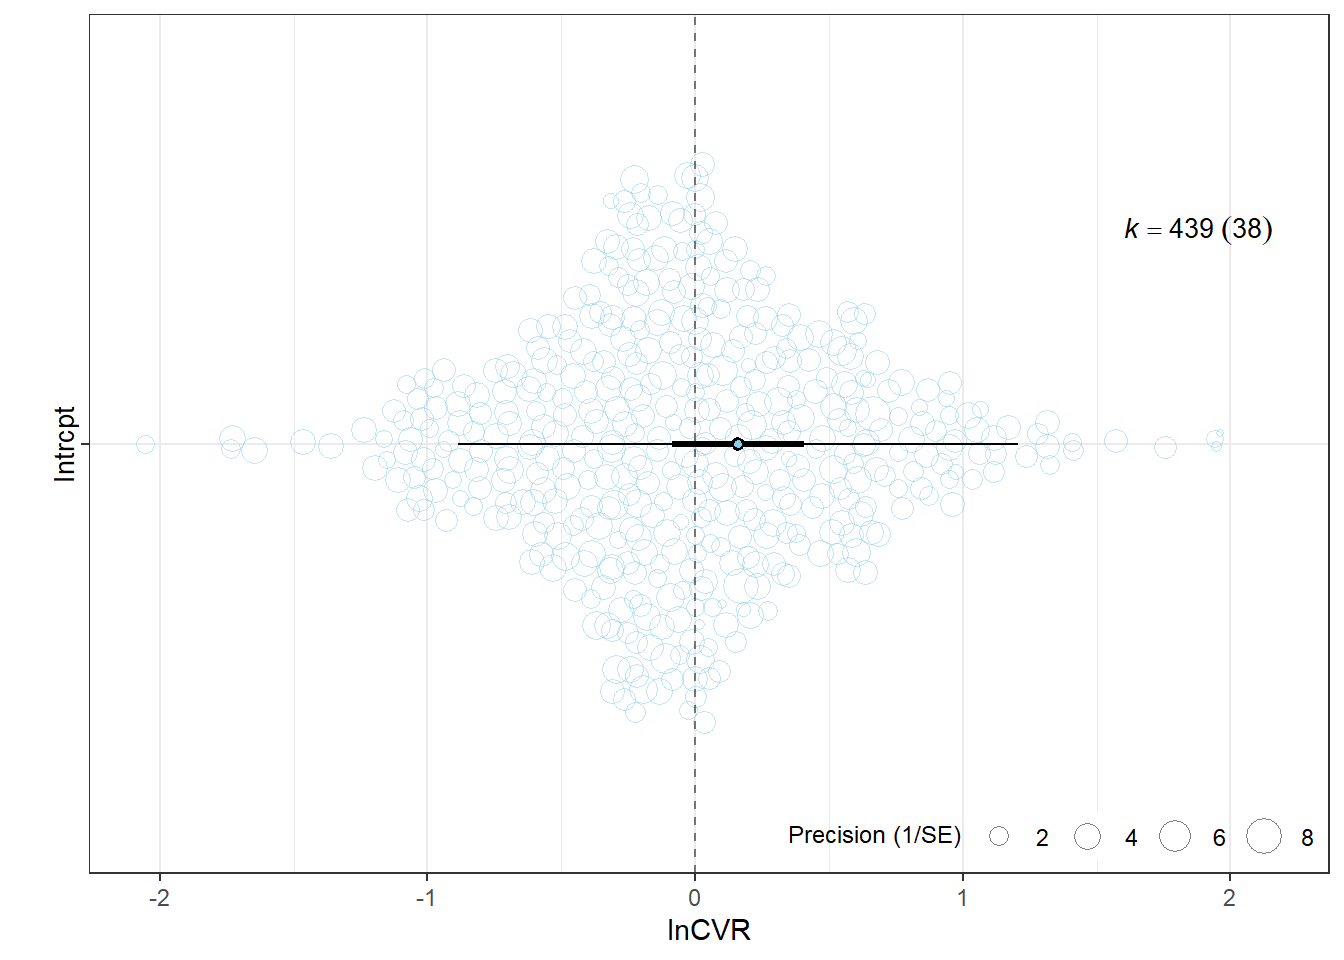 k = 439 (38)
Intrcpt
Precision (1/SE) 2 4 6 8
-2 -1 0 1 2
lnCVR